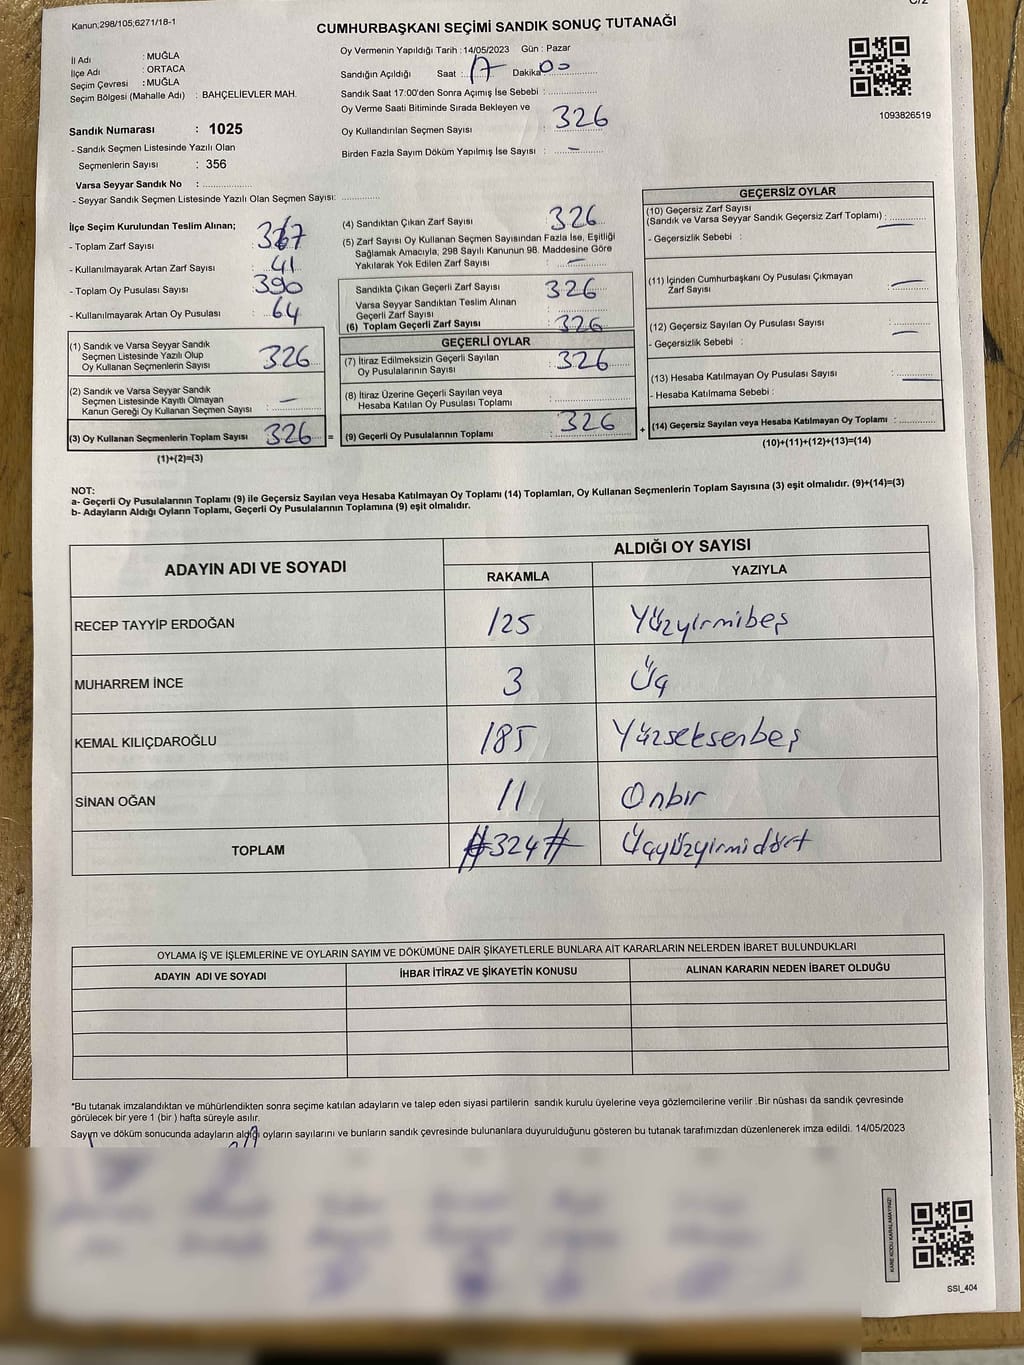 Kanun;298/105;6271/18-1
C/2
CUMHURBAŞKANI SEÇİMİ SANDIK SONUÇ TUTANAĞI
İl Adı : MUĞLA
İlçe Adı : ORTACA
Seçim Çevresi : MUĞLA
Seçim Bölgesi (Mahalle Adı) : BAHÇELİEVLER MAH.
Oy Vermenin Yapıldığı Tarih : 14/05/2023 Gün : Pazar
Sandığın Açıldığı Saat : 17 Dakika : 00
Sandık Saat 17:00'den Sonra Açılmış İse Sebebi :
Oy Verme Saati Bitiminde Sırada Bekleyen ve
Oy Kullandırılan Seçmen Sayısı : 326
Birden Fazla Sayım Döküm Yapılmış İse Sayısı : –
1093826519
Sandık Numarası : 1025
- Sandık Seçmen Listesinde Yazılı Olan
Seçmenlerin Sayısı : 356
Varsa Seyyar Sandık No :
- Seyyar Sandık Seçmen Listesinde Yazılı Olan Seçmen Sayısı:
İlçe Seçim Kurulundan Teslim Alınan;
- Toplam Zarf Sayısı : 367
- Kullanılmayarak Artan Zarf Sayısı : 41
- Toplam Oy Pusulası Sayısı : 390
- Kullanılmayarak Artan Oy Pusulası : 64
(1) Sandık ve Varsa Seyyar Sandık
Seçmen Listesinde Yazılı Olup
Oy Kullanan Seçmenlerin Sayısı : 326
(2) Sandık ve Varsa Seyyar Sandık
Seçmen Listesinde Kayıtlı Olmayan
Kanun Gereği Oy Kullanan Seçmen Sayısı : –
(3) Oy Kullanan Seçmenlerin Toplam Sayısı 326 =
(1)+(2)=(3)
(4) Sandıktan Çıkan Zarf Sayısı : 326
(5) Zarf Sayısı Oy Kullanan Seçmen Sayısından Fazla İse, Eşitliği
Sağlamak Amacıyla, 298 Sayılı Kanunun 98. Maddesine Göre
Yakılarak Yok Edilen Zarf Sayısı : –
Sandıkta Çıkan Geçerli Zarf Sayısı : 326
Varsa Seyyar Sandıktan Teslim Alınan
Geçerli Zarf Sayısı :
(6) Toplam Geçerli Zarf Sayısı : 326
GEÇERLİ OYLAR
(7) İtiraz Edilmeksizin Geçerli Sayılan
Oy Pusulalarının Sayısı : 326
(8) İtiraz Üzerine Geçerli Sayılan veya
Hesaba Katılan Oy Pusulası Toplamı :
(9) Geçerli Oy Pusulalarının Toplamı : 326 +
GEÇERSİZ OYLAR
(10) Geçersiz Zarf Sayısı
(Sandık ve Varsa Seyyar Sandık Geçersiz Zarf Toplamı) : –
- Geçersizlik Sebebi :
(11) İçinden Cumhurbaşkanı Oy Pusulası Çıkmayan
Zarf Sayısı : –
(12) Geçersiz Sayılan Oy Pusulası Sayısı : –
- Geçersizlik Sebebi :
(13) Hesaba Katılmayan Oy Pusulası Sayısı : –
- Hesaba Katılmama Sebebi :
(14) Geçersiz Sayılan veya Hesaba Katılmayan Oy Toplamı :
(10)+(11)+(12)+(13)=(14)
NOT:
a- Geçerli Oy Pusulalarının Toplamı (9) ile Geçersiz Sayılan veya Hesaba Katılmayan Oy Toplamı (14) Toplamları, Oy Kullanan Seçmenlerin Toplam Sayısına (3) eşit olmalıdır. (9)+(14)=(3)
b- Adayların Aldığı Oyların Toplamı, Geçerli Oy Pusulalarının Toplamına (9) eşit olmalıdır.
ADAYIN ADI VE SOYADI ALDIĞI OY SAYISI
RAKAMLA YAZIYLA
RECEP TAYYİP ERDOĞAN 125 Yüzyirmibeş
MUHARREM İNCE 3 Üç
KEMAL KILIÇDAROĞLU 185 Yüzseksenbeş
SİNAN OĞAN 11 Onbir
TOPLAM #324# Üçyüzyirmidört
OYLAMA İŞ VE İŞLEMLERİNE VE OYLARIN SAYIM VE DÖKÜMÜNE DAİR ŞİKAYETLERLE BUNLARA AİT KARARLARIN NELERDEN İBARET BULUNDUKLARI
ADAYIN ADI VE SOYADI İHBAR İTİRAZ VE ŞİKAYETİN KONUSU ALINAN KARARIN NEDEN İBARET OLDUĞU
*Bu tutanak imzalandıktan ve mühürlendikten sonra seçime katılan adayların ve talep eden siyasi partilerin sandık kurulu üyelerine veya gözlemcilerine verilir .Bir nüshası da sandık çevresinde
görülecek bir yere 1 (bir ) hafta süreyle asılır.
Sayım ve döküm sonucunda adayların aldığı oyların sayılarını ve bunların sandık çevresinde bulunanlara duyurulduğunu gösteren bu tutanak tarafımızdan düzenlenerek imza edildi. 14/05/2023
KARE KODU KARALAMAYINIZ!
SSI_404